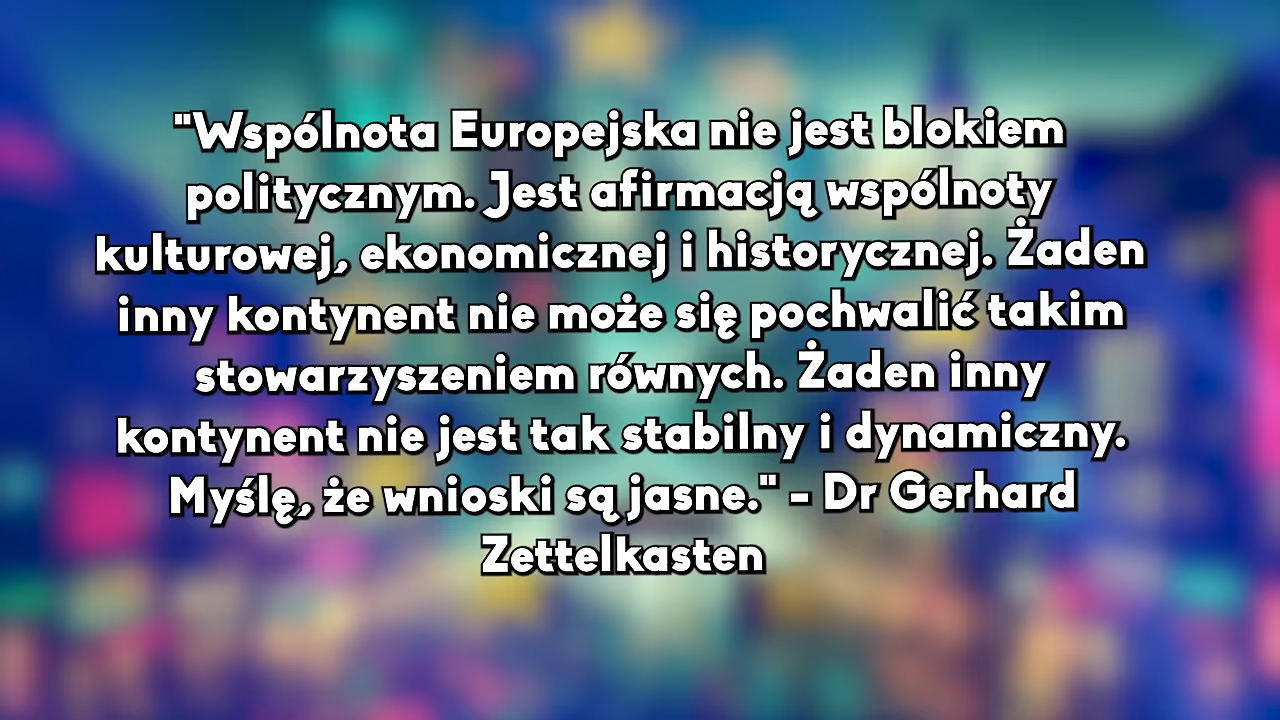 "Wspólnota Europejska nie jest blokiem
politycznym. Jest afirmacją wspólnoty
kulturowej, ekonomicznej i historycznej. Żaden
inny kontynent nie może się pochwalić takim
stowarzyszeniem równych. Żaden inny
kontynent nie jest tak stabilny i dynamiczny.
Myślę, że wnioski są jasne." - Dr Gerhard
Zettelkasten